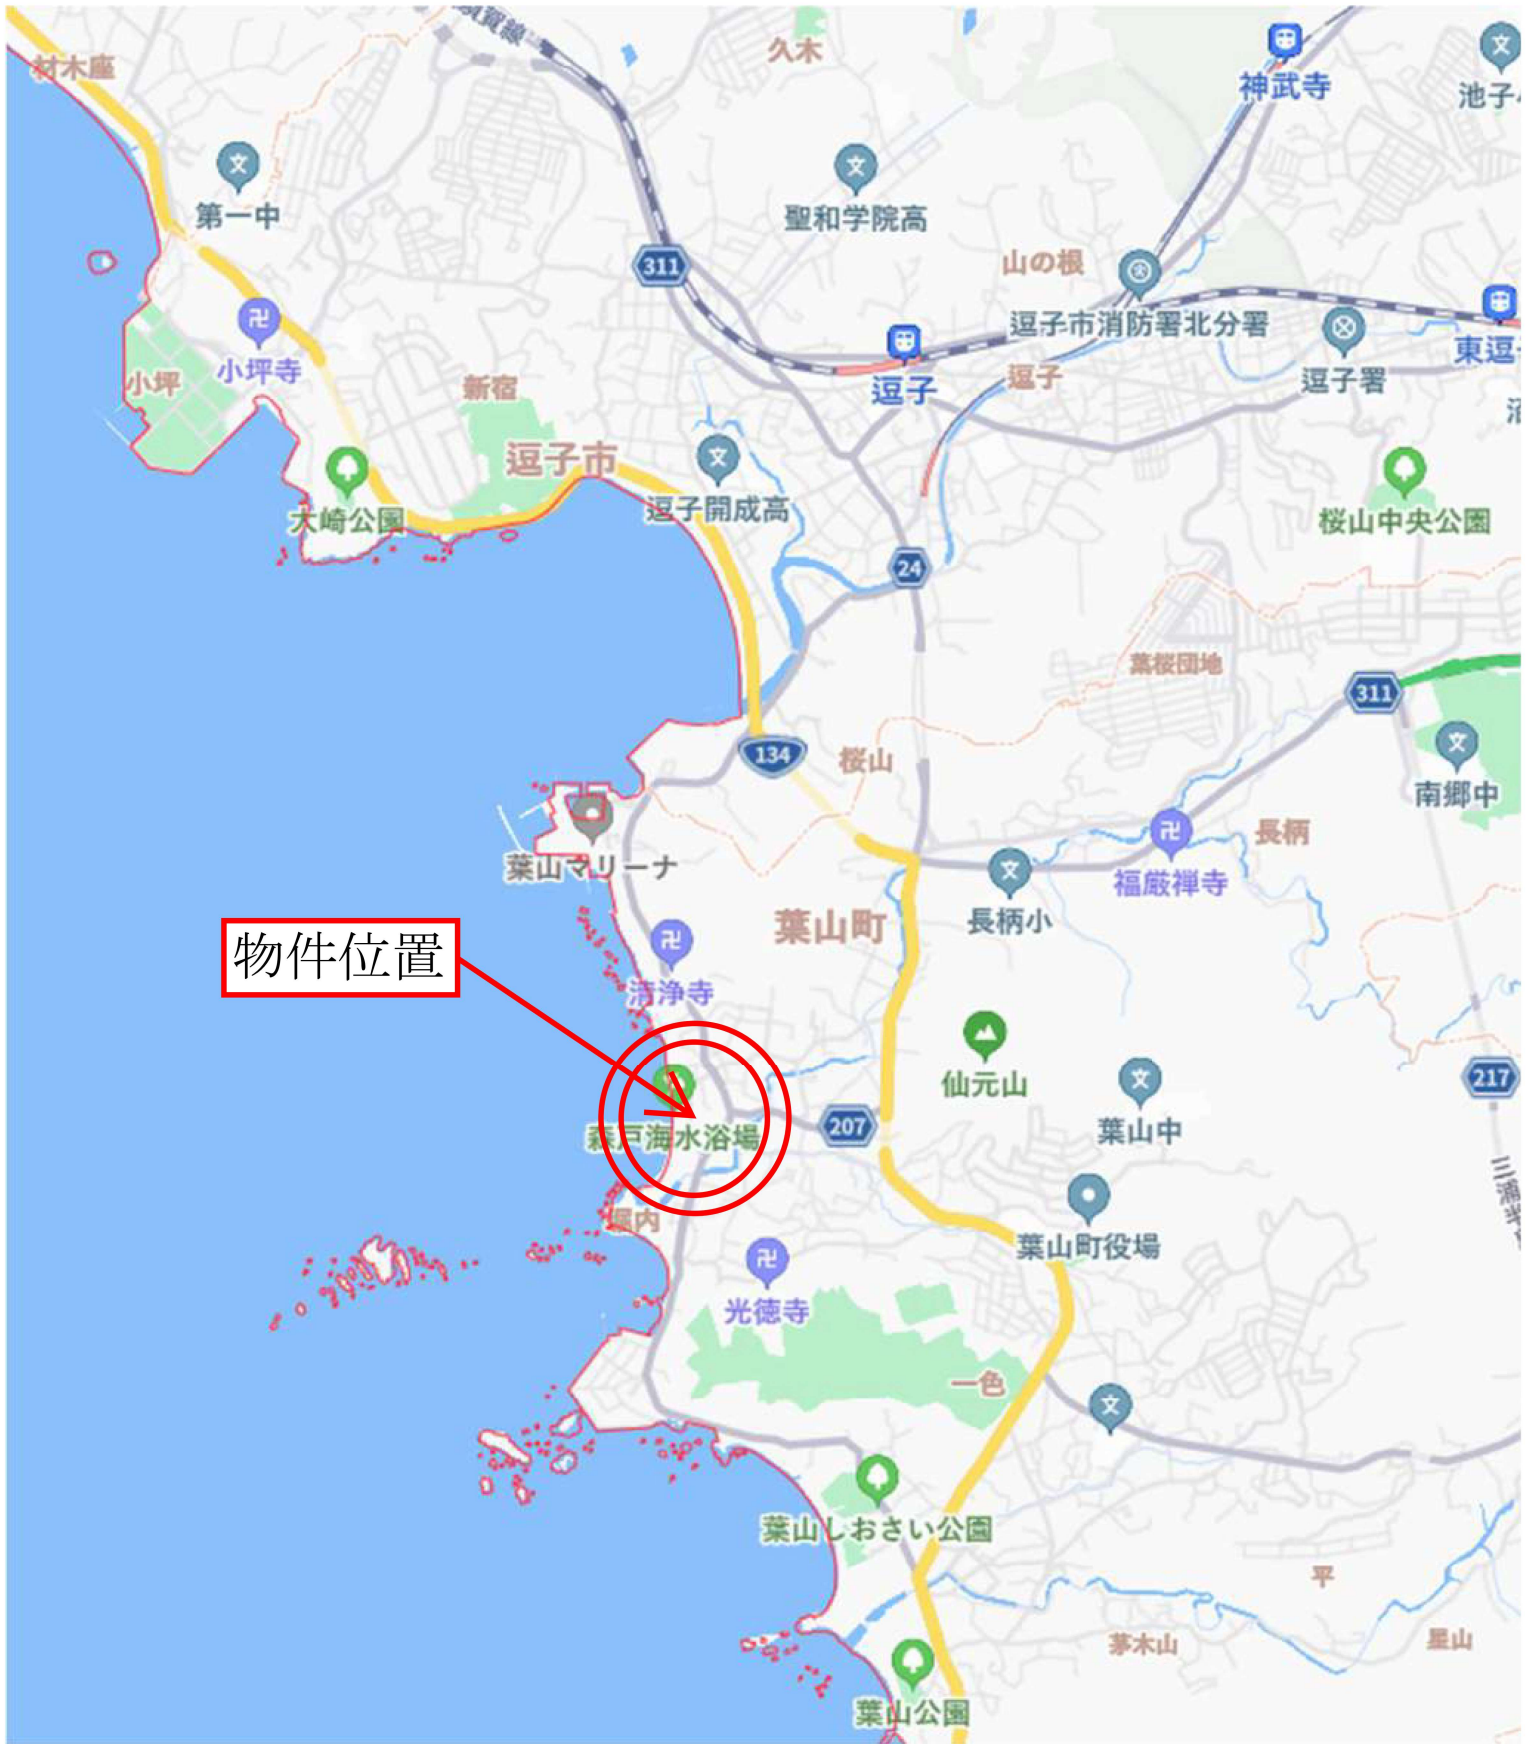 須賀線
久木
材木座
神武寺
池子
第一中
聖和学院高
311
山の根
逗子市消防署北分署
小坪寺
小坪
新宿
逗子
逗子
逗子署
東逗
逗子市
逗子開成高
大崎公園
桜山中央公園
24
葉桜団地
311
134
桜山
南郷中
葉山マリーナ
長柄
福厳禅寺
長柄小
葉山町
物件位置
清浄寺
仙元山
217
葉山中
207
森戸海水浴場
三浦半
堀内
葉山町役場
光徳寺
一色
葉山しおさい公園
平
茅木山
星山
葉山公園